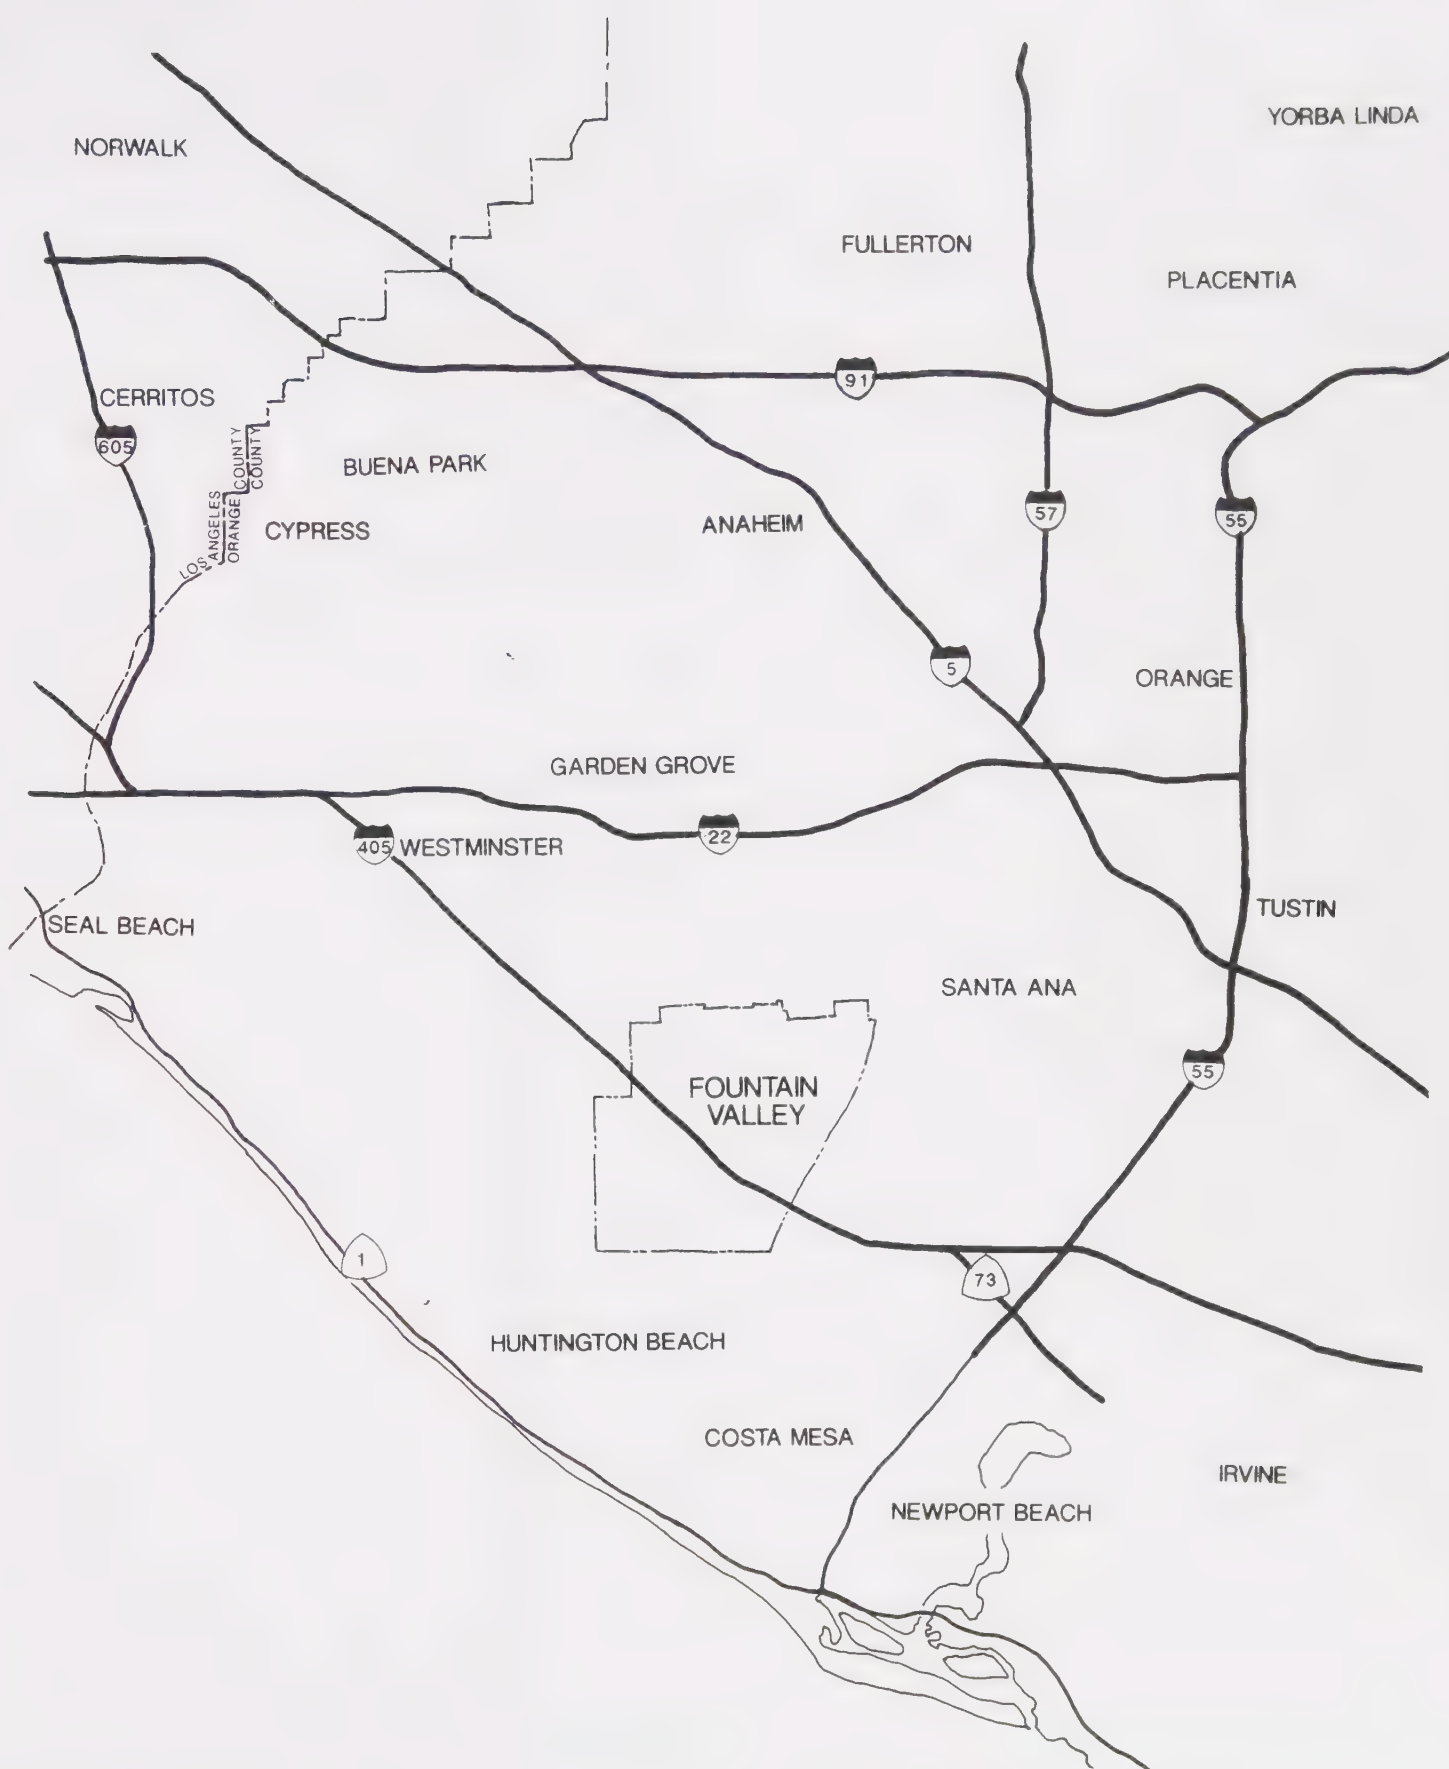 YORBA LINDA
NORWALK
FULLERTON
PLACENTIA
91
CERRITOS
605
LOS ANGELES COUNTY
ORANGE COUNTY
BUENA PARK
CYPRESS
ANAHEIM
57
55
5
ORANGE
GARDEN GROVE
22
405
WESTMINSTER
TUSTIN
SEAL BEACH
SANTA ANA
55
FOUNTAIN
VALLEY
1
73
HUNTINGTON BEACH
COSTA MESA
IRVINE
NEWPORT BEACH